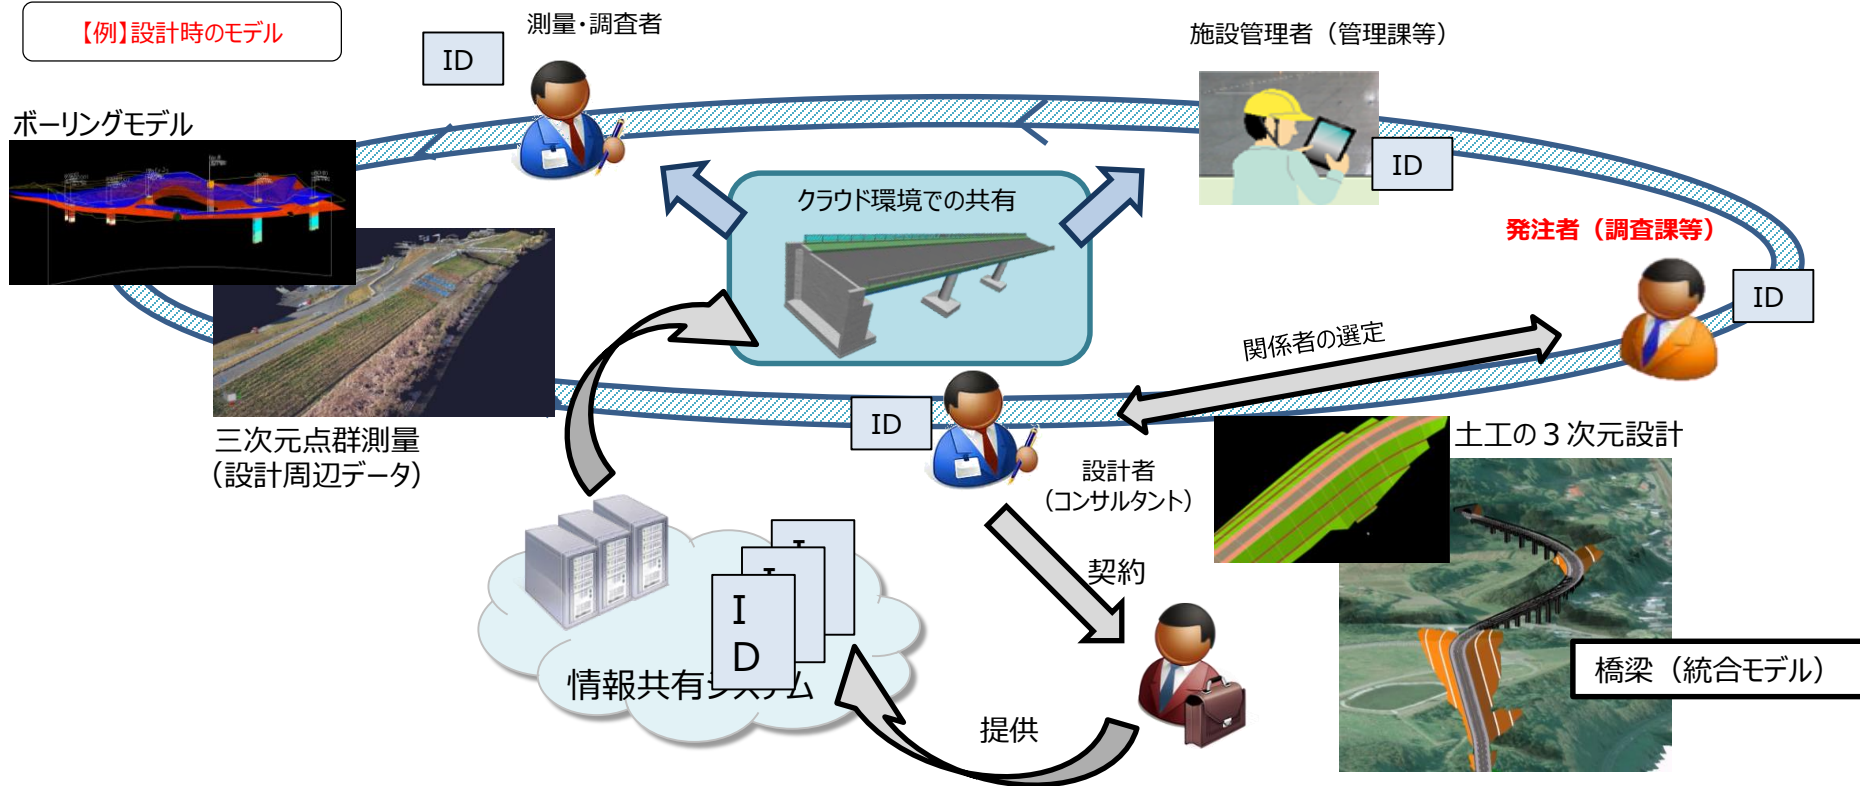 【例】設計時のモデル
測量・調査者
ID
施設管理者（管理課等）
ボーリングモデル
ID
クラウド環境での共有
発注者（調査課等）
ID
関係者の選定
三次元点群測量
（設計周辺データ）
ID
設計者
（コンサルタント）
土工の３次元設計
契約
I
D
情報共有システム
橋梁（統合モデル）
提供